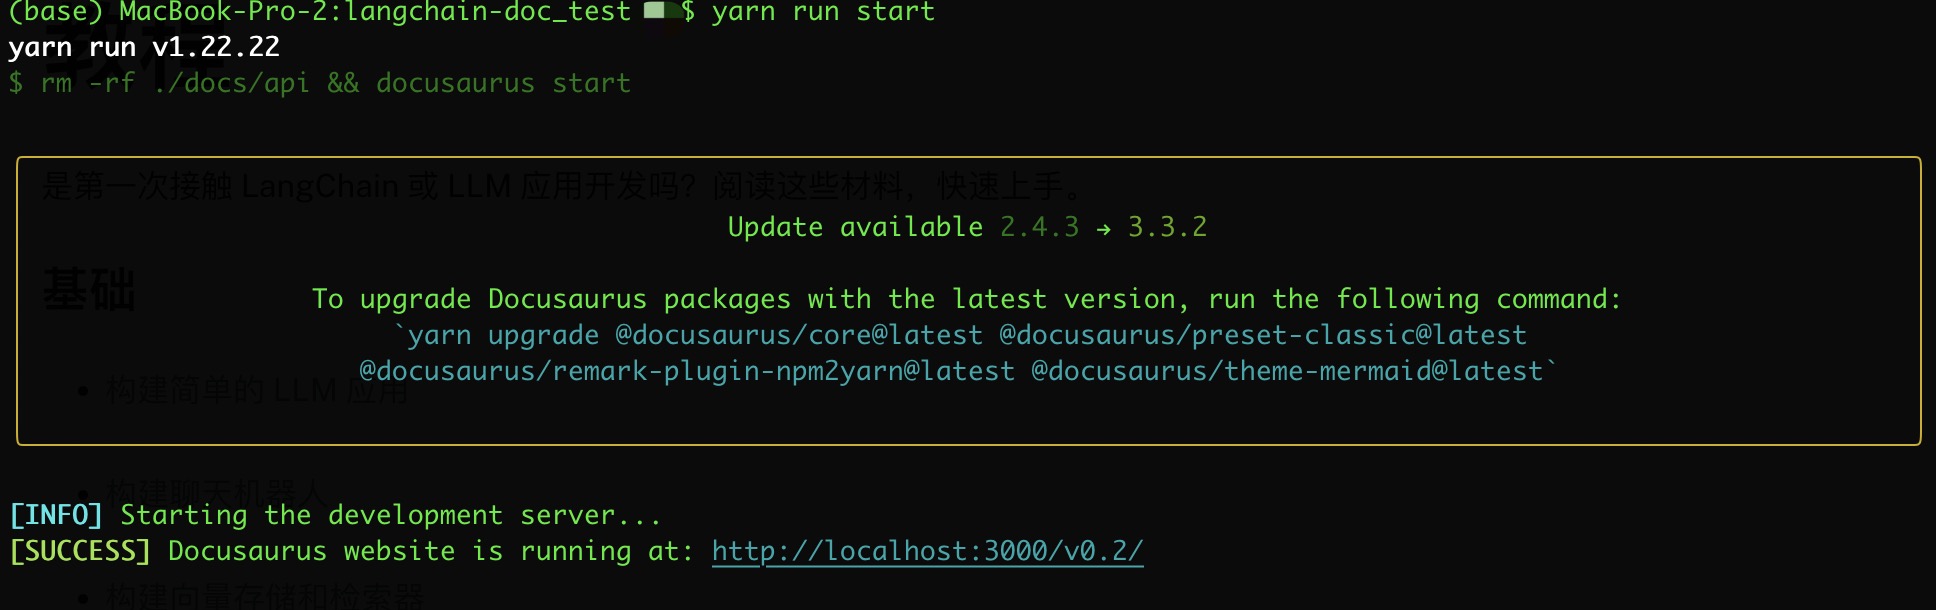 (base) MacBook-Pro-2:langchain-doc_test $ yarn run start
yarn run v1.22.22
教程
$ rm -rf ./docs/api && docusaurus start
是第一次接触 LangChain 或 LLM 应用开发吗？阅读这些材料，快速上手。
Update available 2.4.3 → 3.3.2
基础
To upgrade Docusaurus packages with the latest version, run the following command:
`yarn upgrade @docusaurus/core@latest @docusaurus/preset-classic@latest
@docusaurus/remark-plugin-npm2yarn@latest @docusaurus/theme-mermaid@latest`
• 构建简单的 LLM 应用
• 构建聊天机器人
[INFO] Starting the development server...
[SUCCESS] Docusaurus website is running at: http://localhost:3000/v0.2/
• 构建向量存储和检索器